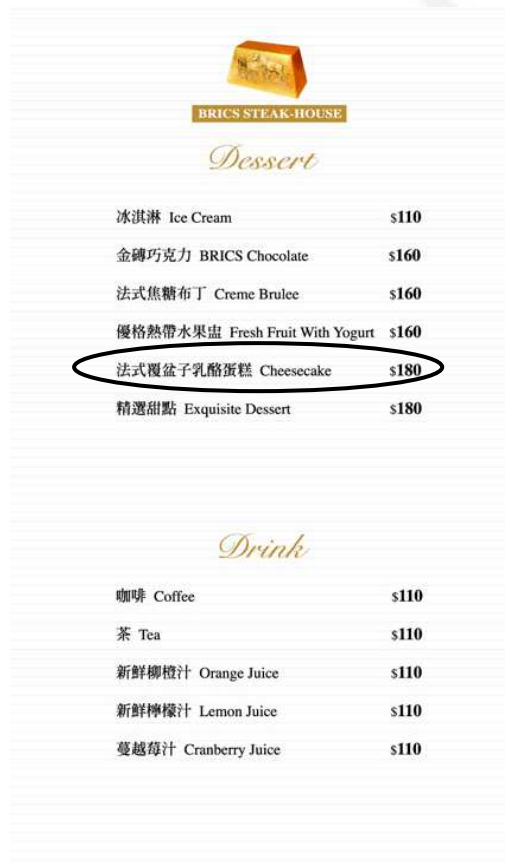 BRICS STEAK-HOUSE
Dessert
冰淇淋 Ice Cream $110
金磚巧克力 BRICS Chocolate $160
法式焦糖布丁 Creme Brulee $160
優格熱帶水果盅 Fresh Fruit With Yogurt $160
法式覆盆子乳酪蛋糕 Cheesecake $180
精選甜點 Exquisite Dessert $180
Drink
咖啡 Coffee $110
茶 Tea $110
新鮮柳橙汁 Orange Juice $110
新鮮檸檬汁 Lemon Juice $110
蔓越莓汁 Cranberry Juice $110